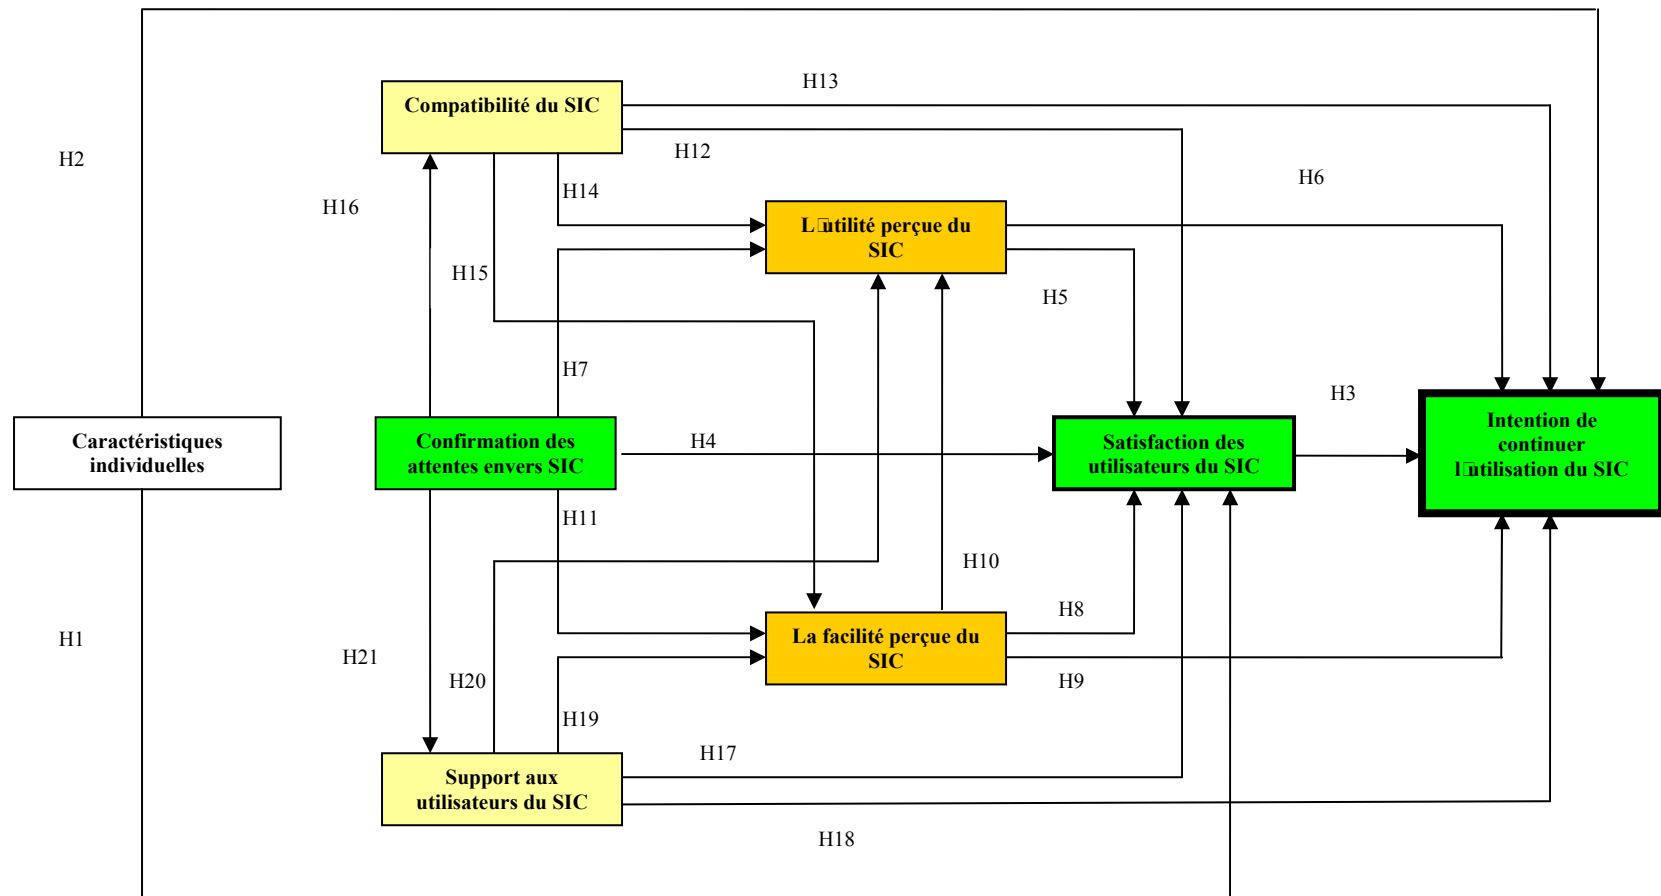 H13
Compatibilité du SIC
H12
H2
H6
H14
H16
L utilité perçue du
SIC
H15
H5
H7
H3
Caractéristiques
individuelles
Confirmation des
attentes envers SIC
H4
Satisfaction des
utilisateurs du SIC
Intention de
continuer
l utilisation du SIC
H11
H10
H8
H1
La facilité perçue du
SIC
H21
H20
H9
H19
H17
Support aux
utilisateurs du SIC
H18